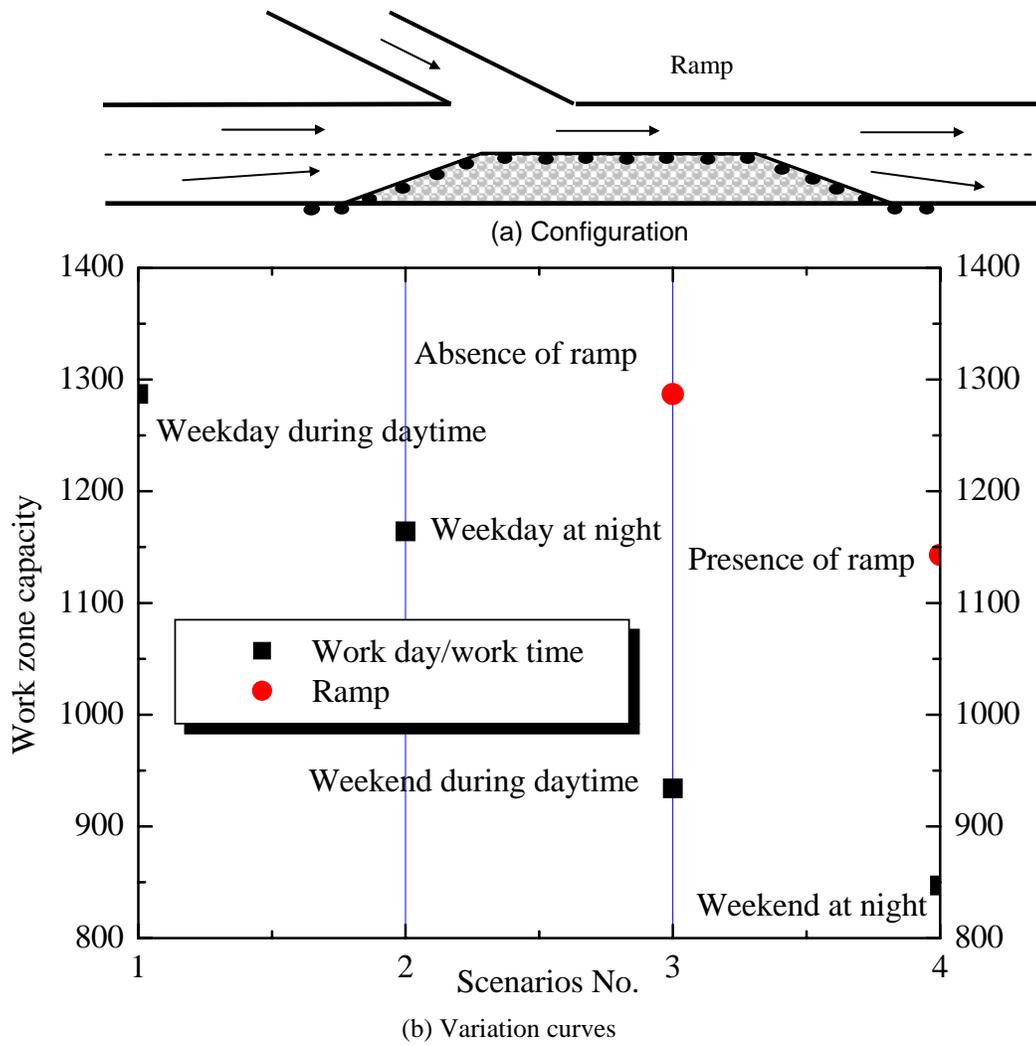 Ramp
(a) Configuration
1400
1400
Absence of ramp
1300
1300
Weekday during daytime
1200
1200
Weekday at night
Presence of ramp
1100
1100
Work day/work time
Ramp
1000
1000
Work zone capacity
Weekend during daytime
900
900
Weekend at night
800
800
1
2
3
4
Scenarios No.
(b) Variation curves